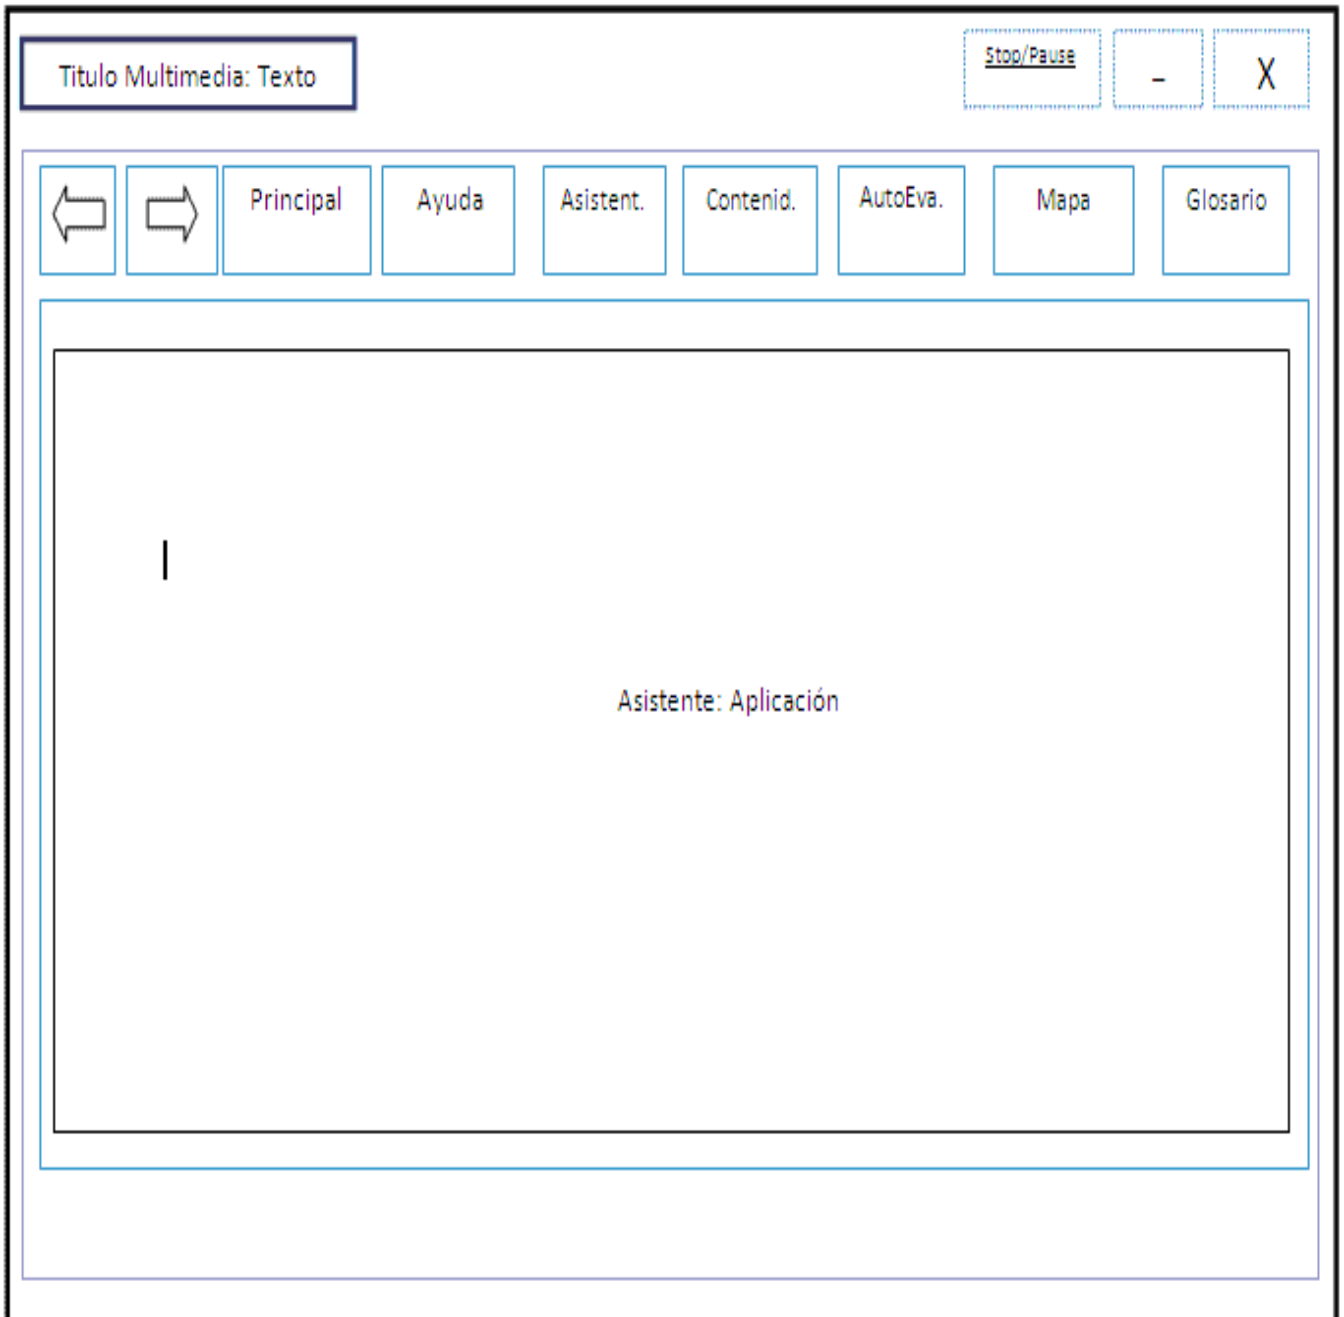 Titulo Multimedia: Texto
Stop/Pause
–
X
Principal
Ayuda
Asistent.
Contenid.
AutoEva.
Mapa
Glosario
Asistente: Aplicación